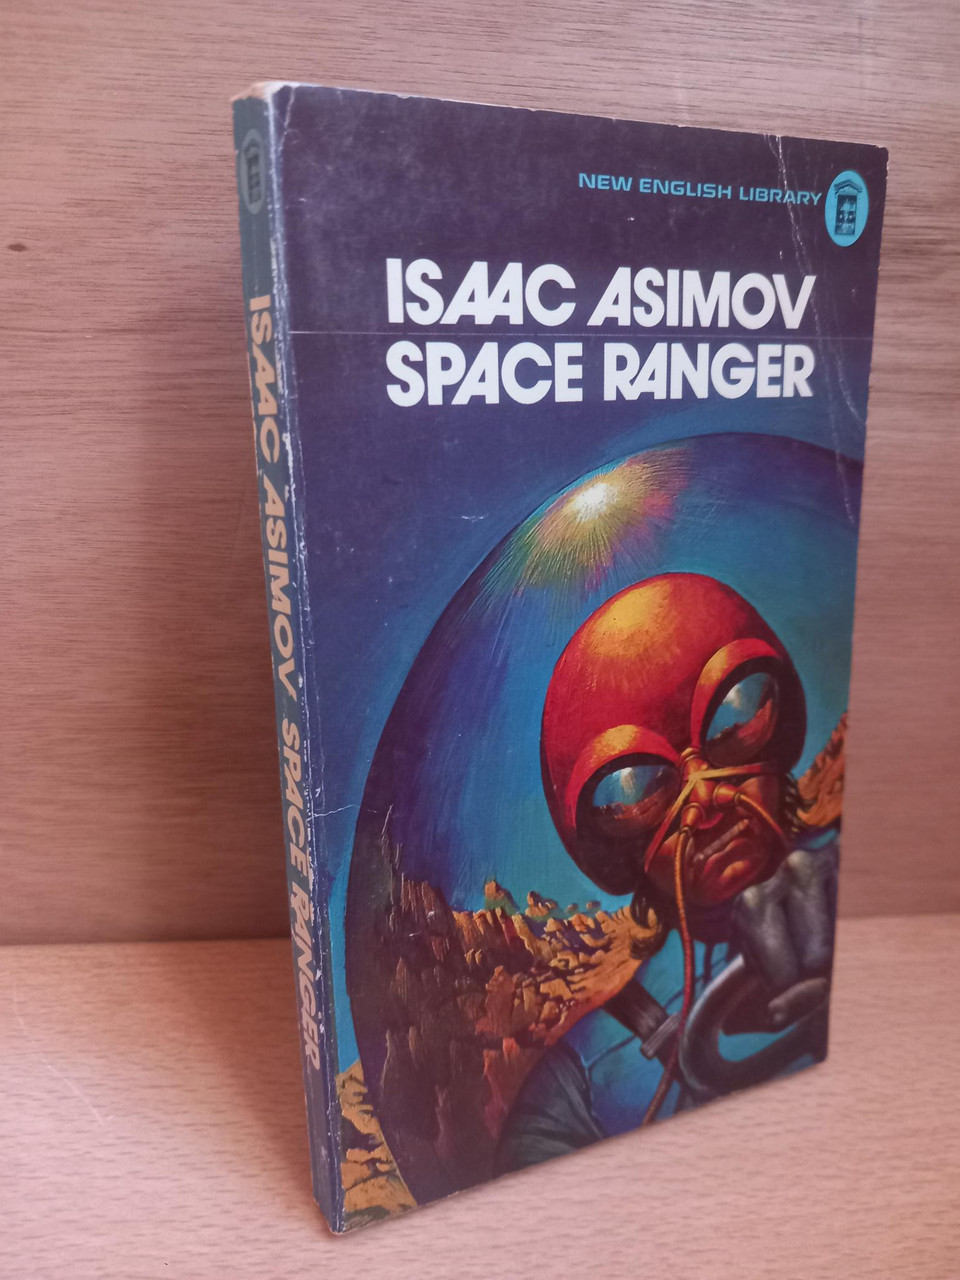 NEW ENGLISH LIBRARY
ISAAC ASIMOV
SPACE RANGER
ISAAC ASIMOV SPACE RANGER